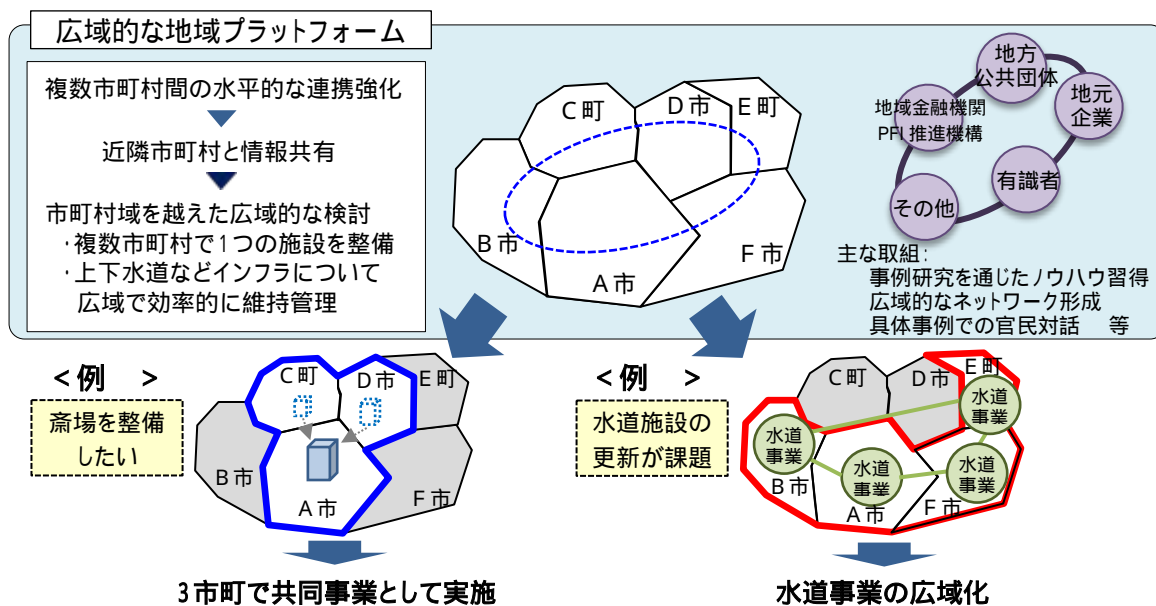 広域的な地域プラットフォーム
複数市町村間の水平的な連携強化
近隣市町村と情報共有
市町村域を越えた広域的な検討
・複数市町村で1つの施設を整備
・上下水道などインフラについて
広域で効率的に維持管理
C町
D市
E町
B市
A市
F市
地方
公共団体
地元
企業
地域金融機関
PFI推進機構
有識者
その他
主な取組:
事例研究を通じたノウハウ習得
広域的なネットワーク形成
具体事例での官民対話 等
<例 >
斎場を整備
したい
C町
D市
E町
B市
A市
F市
3市町で共同事業として実施
<例 >
水道施設の
更新が課題
C町
D市
E町
水道
事業
水道
事業
水道
事業
水道
事業
B市
A市
F市
水道事業の広域化